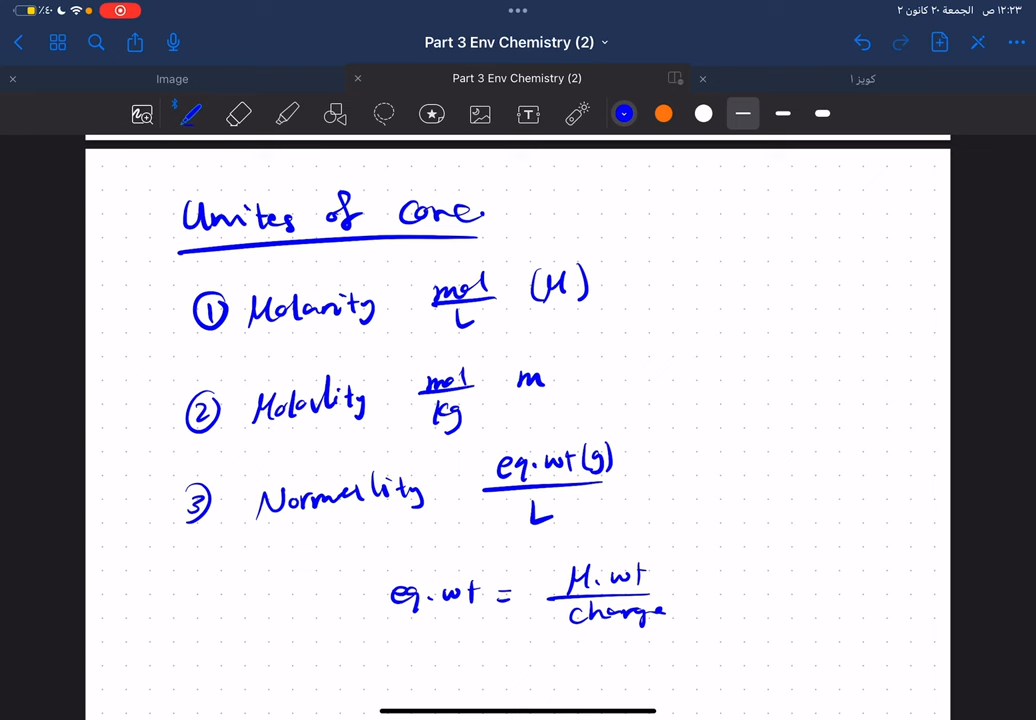 ٪٤٠ ١٢:٢٣ ص الجمعة ٢٠ كانون ٢
Part 3 Env Chemistry (2)
Image Part 3 Env Chemistry (2) كويز ١
Unites of conc.
① Molarity mol/L (M)
② Molality mol/kg m
③ Normality eq.wt(g)/L
eq.wt = M.wt/charge